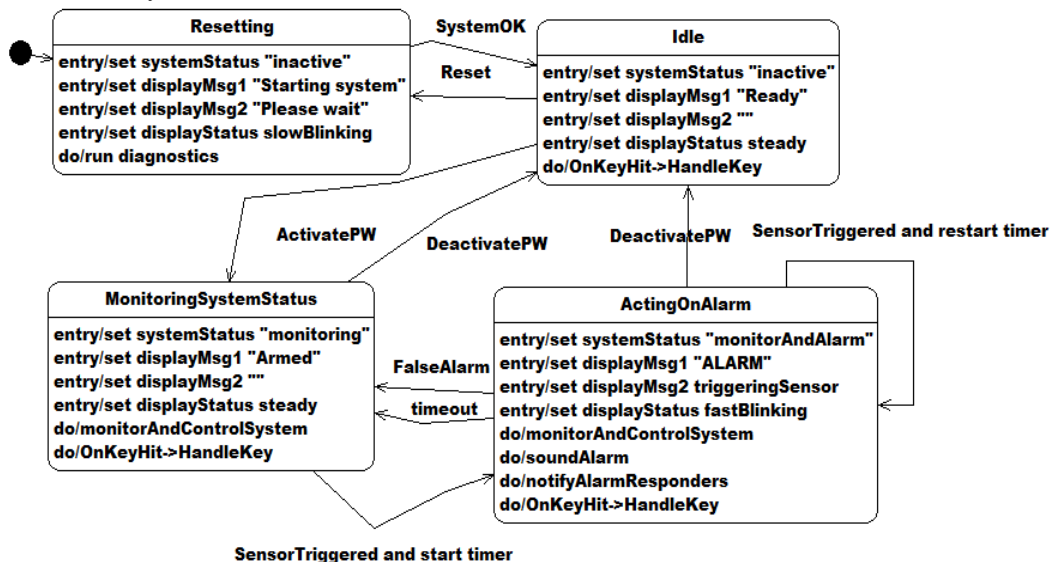 Resetting
entry/set systemStatus "inactive"
entry/set displayMsg1 "Starting system"
entry/set displayMsg2 "Please wait"
entry/set displayStatus slowBlinking
do/run diagnostics
SystemOK
Reset
Idle
entry/set systemStatus "inactive"
entry/set displayMsg1 "Ready"
entry/set displayMsg2 ""
entry/set displayStatus steady
do/OnKeyHit->HandleKey
ActivatePW
DeactivatePW
DeactivatePW
SensorTriggered and restart timer
MonitoringSystemStatus
entry/set systemStatus "monitoring"
entry/set displayMsg1 "Armed"
entry/set displayMsg2 ""
entry/set displayStatus steady
do/monitorAndControlSystem
do/OnKeyHit->HandleKey
FalseAlarm
timeout
ActingOnAlarm
entry/set systemStatus "monitorAndAlarm"
entry/set displayMsg1 "ALARM"
entry/set displayMsg2 triggeringSensor
entry/set displayStatus fastBlinking
do/monitorAndControlSystem
do/soundAlarm
do/notifyAlarmResponders
do/OnKeyHit->HandleKey
SensorTriggered and start timer